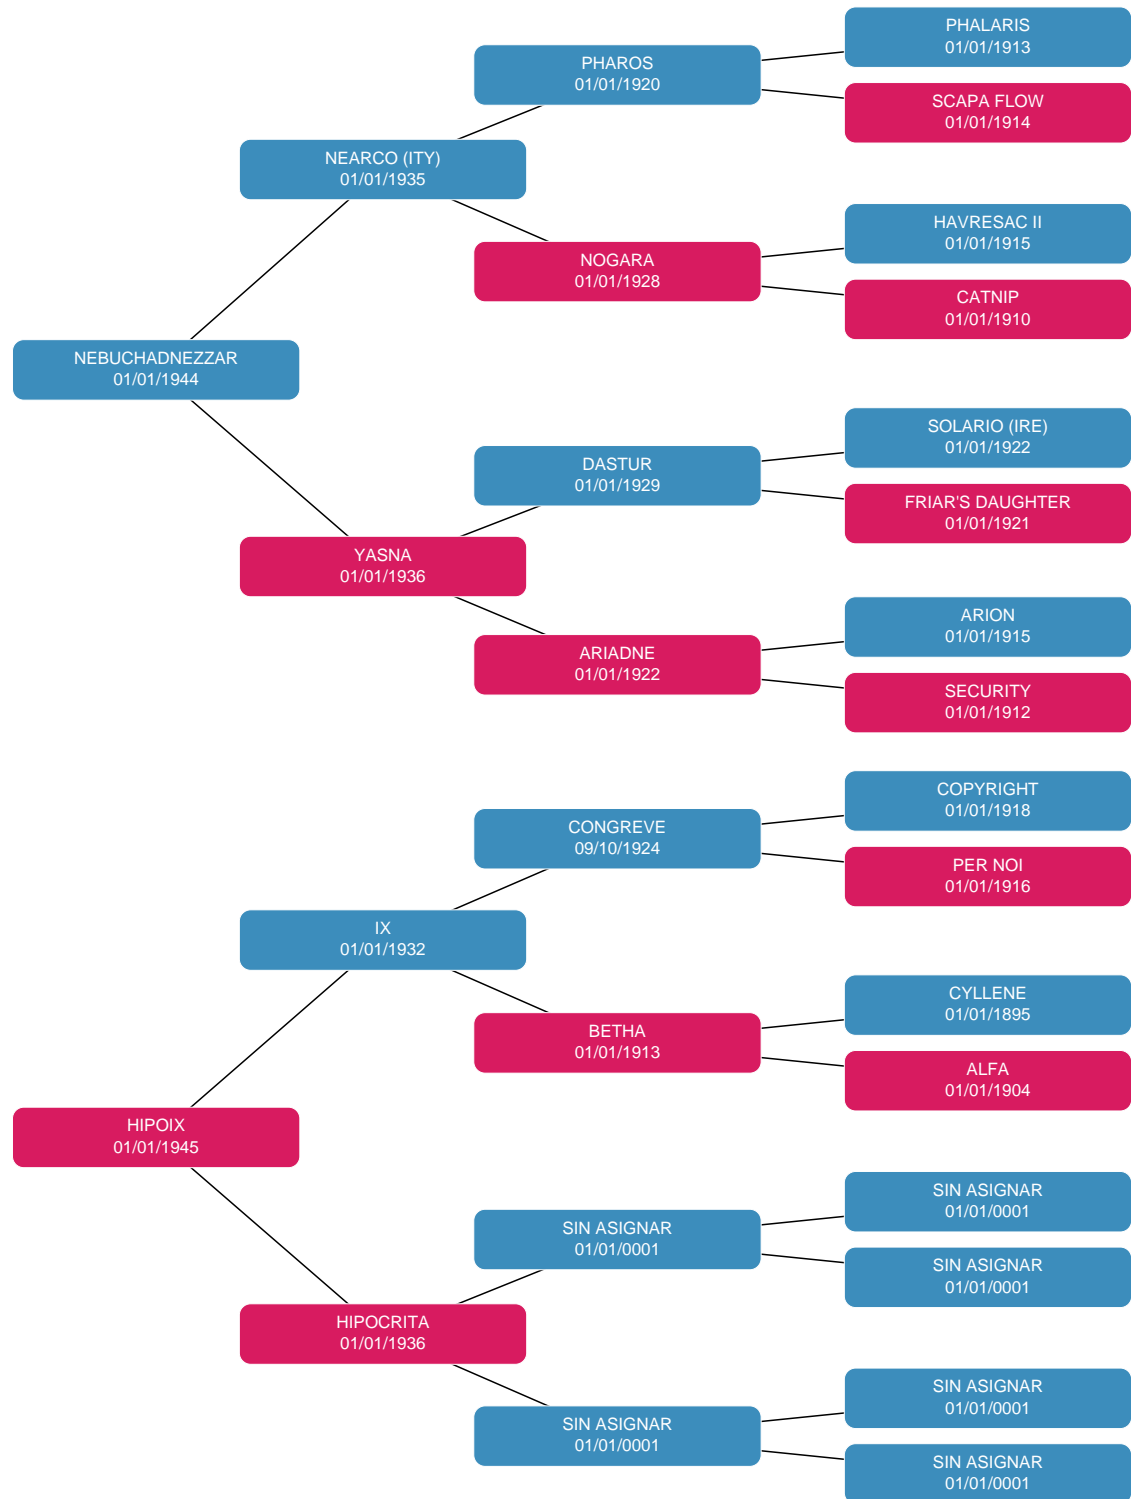 PHALARIS
01/01/1913
PHAROS
01/01/1920
SCAPA FLOW
01/01/1914
NEARCO (ITY)
01/01/1935
HAVRESAC II
01/01/1915
NOGARA
01/01/1928
CATNIP
01/01/1910
NEBUCHADNEZZAR
01/01/1944
SOLARIO (IRE)
01/01/1922
DASTUR
01/01/1929
FRIAR'S DAUGHTER
01/01/1921
YASNA
01/01/1936
ARION
01/01/1915
ARIADNE
01/01/1922
SECURITY
01/01/1912
COPYRIGHT
01/01/1918
CONGREVE
09/10/1924
PER NOI
01/01/1916
IX
01/01/1932
CYLLENE
01/01/1895
BETHA
01/01/1913
ALFA
01/01/1904
HIPOIX
01/01/1945
SIN ASIGNAR
01/01/0001
SIN ASIGNAR
01/01/0001
SIN ASIGNAR
01/01/0001
HIPOCRITA
01/01/1936
SIN ASIGNAR
01/01/0001
SIN ASIGNAR
01/01/0001
SIN ASIGNAR
01/01/0001